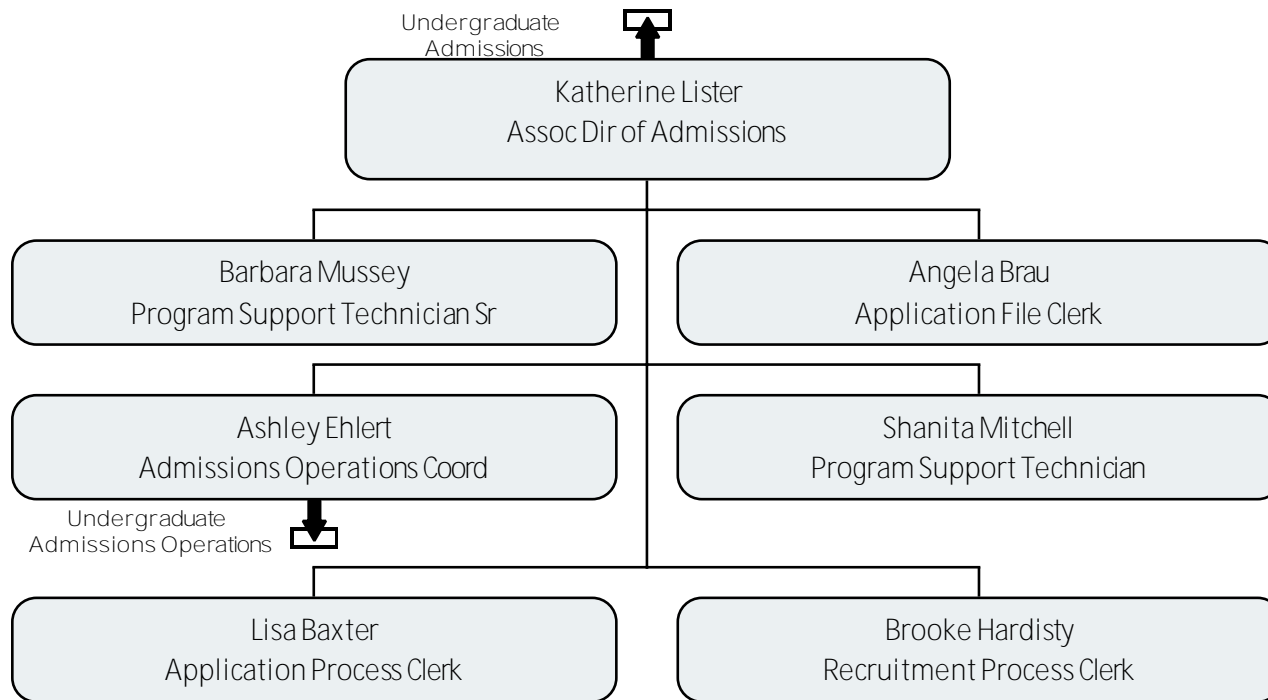 Undergraduate
Admissions
Katherine Lister
Assoc Dir of Admissions
Barbara Mussey
Program Support Technician Sr
Angela Brau
Application File Clerk
Ashley Ehlert
Admissions Operations Coord
Shanita Mitchell
Program Support Technician
Undergraduate
Admissions Operations
Lisa Baxter
Application Process Clerk
Brooke Hardisty
Recruitment Process Clerk